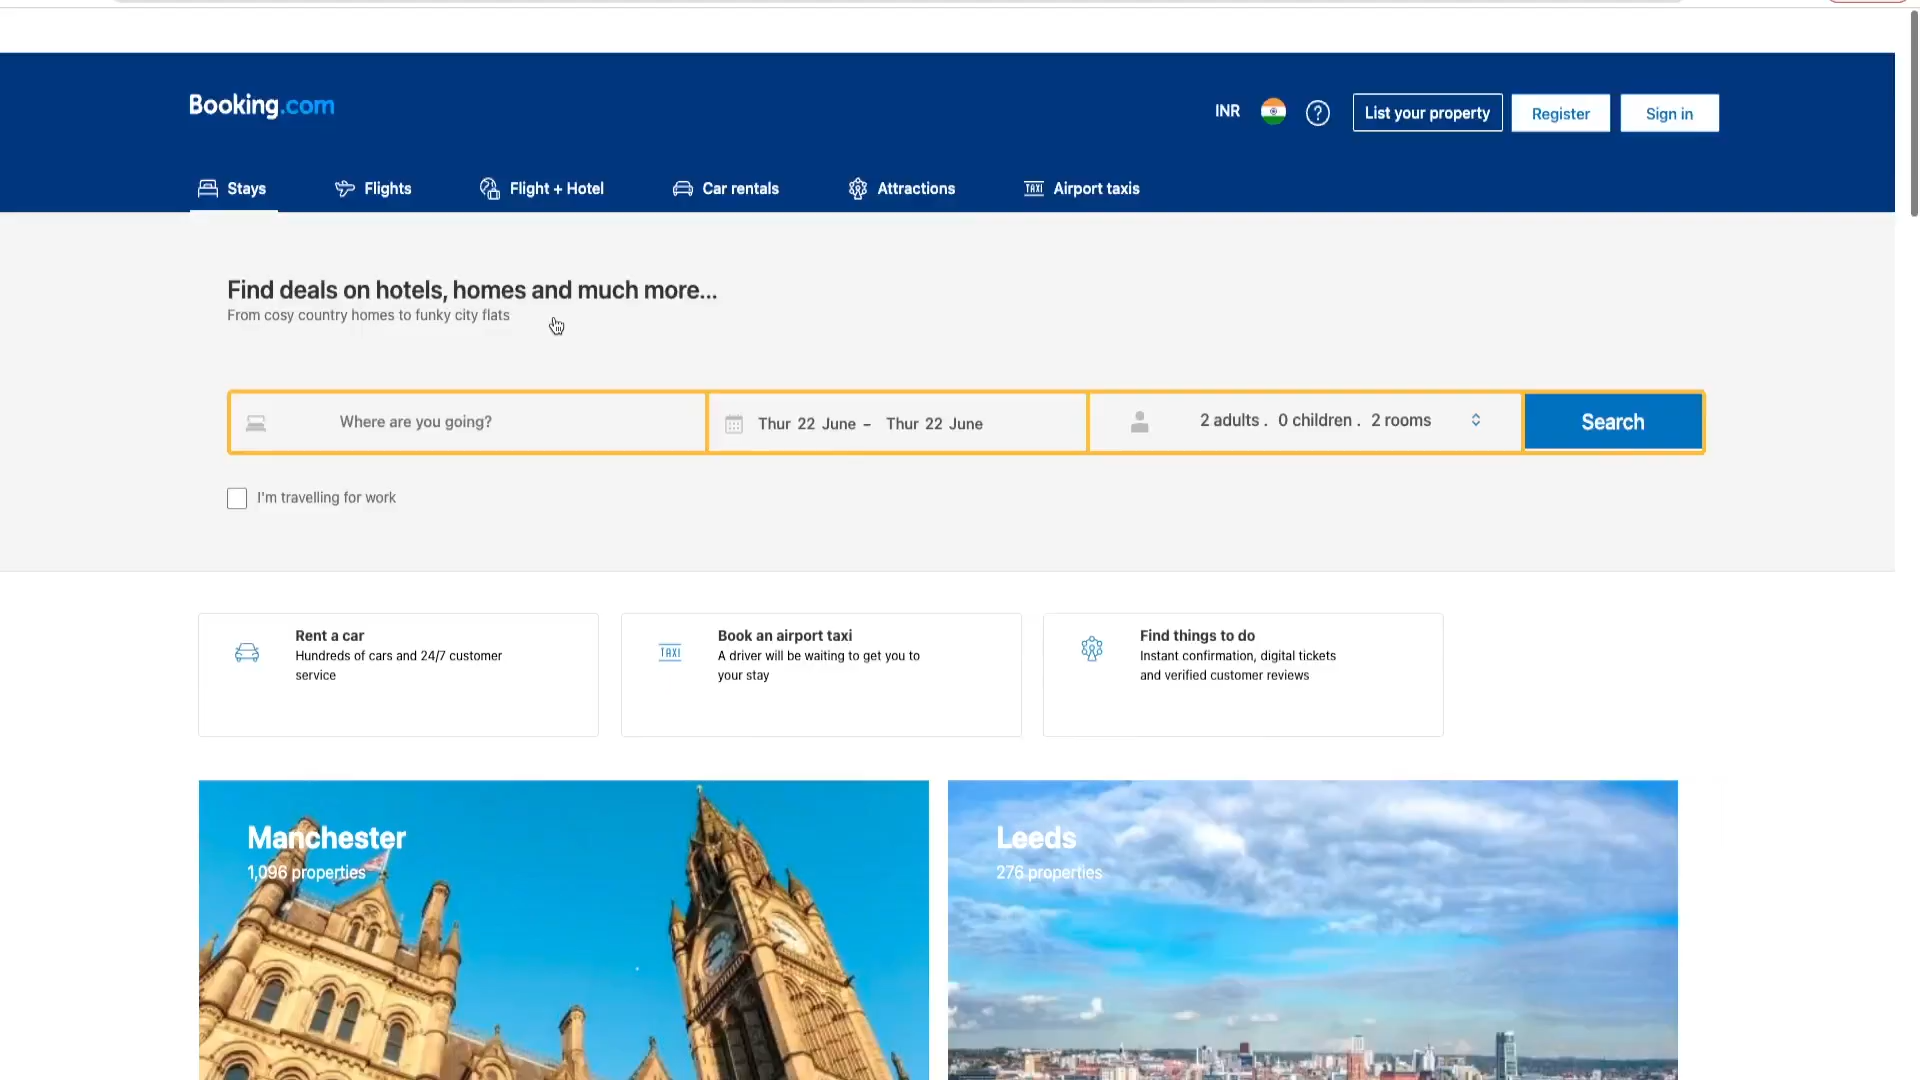 Booking.com
INR
?
List your property
Register
Sign in
Stays
Flights
Flight + Hotel
Car rentals
Attractions
TAXI
Airport taxis
Find deals on hotels, homes and much more...
From cosy country homes to funky city flats
Where are you going?
Thur 22 June – Thur 22 June
2 adults . 0 children . 2 rooms
Search
I'm travelling for work
Rent a car
Hundreds of cars and 24/7 customer
service
TAXI
Book an airport taxi
A driver will be waiting to get you to
your stay
Find things to do
Instant confirmation, digital tickets
and verified customer reviews
Manchester
1,096 properties
Leeds
276 properties